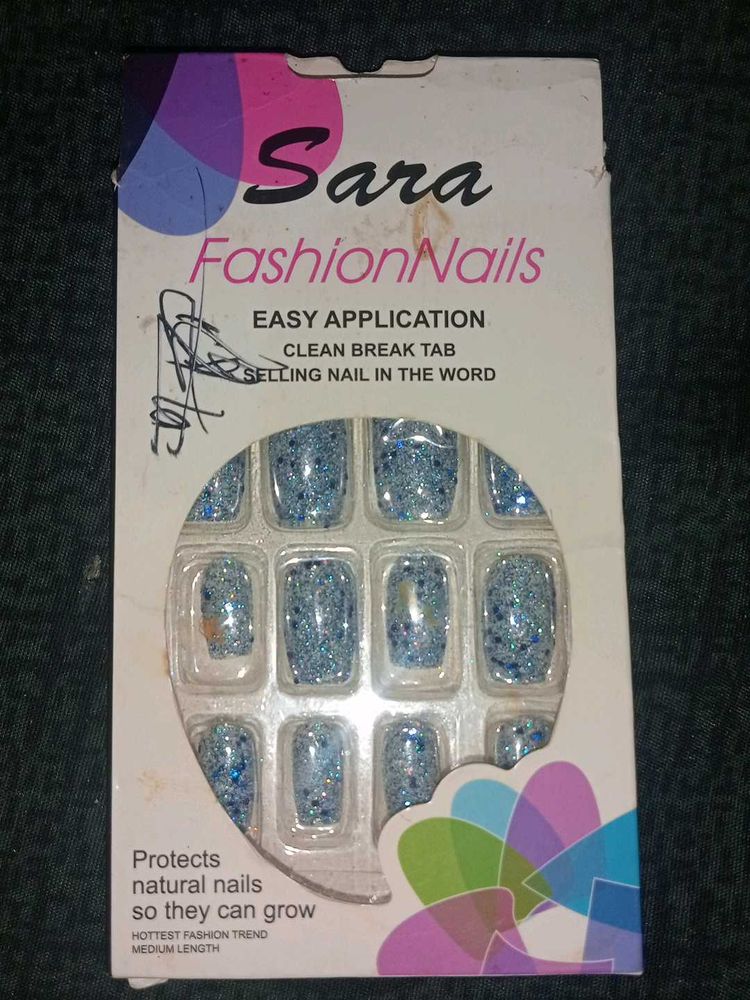 Sara
FashionNails
EASY APPLICATION
CLEAN BREAK TAB
SELLING NAIL IN THE WORD
Protects
natural nails
so they can grow
HOTTEST FASHION TREND
MEDIUM LENGTH